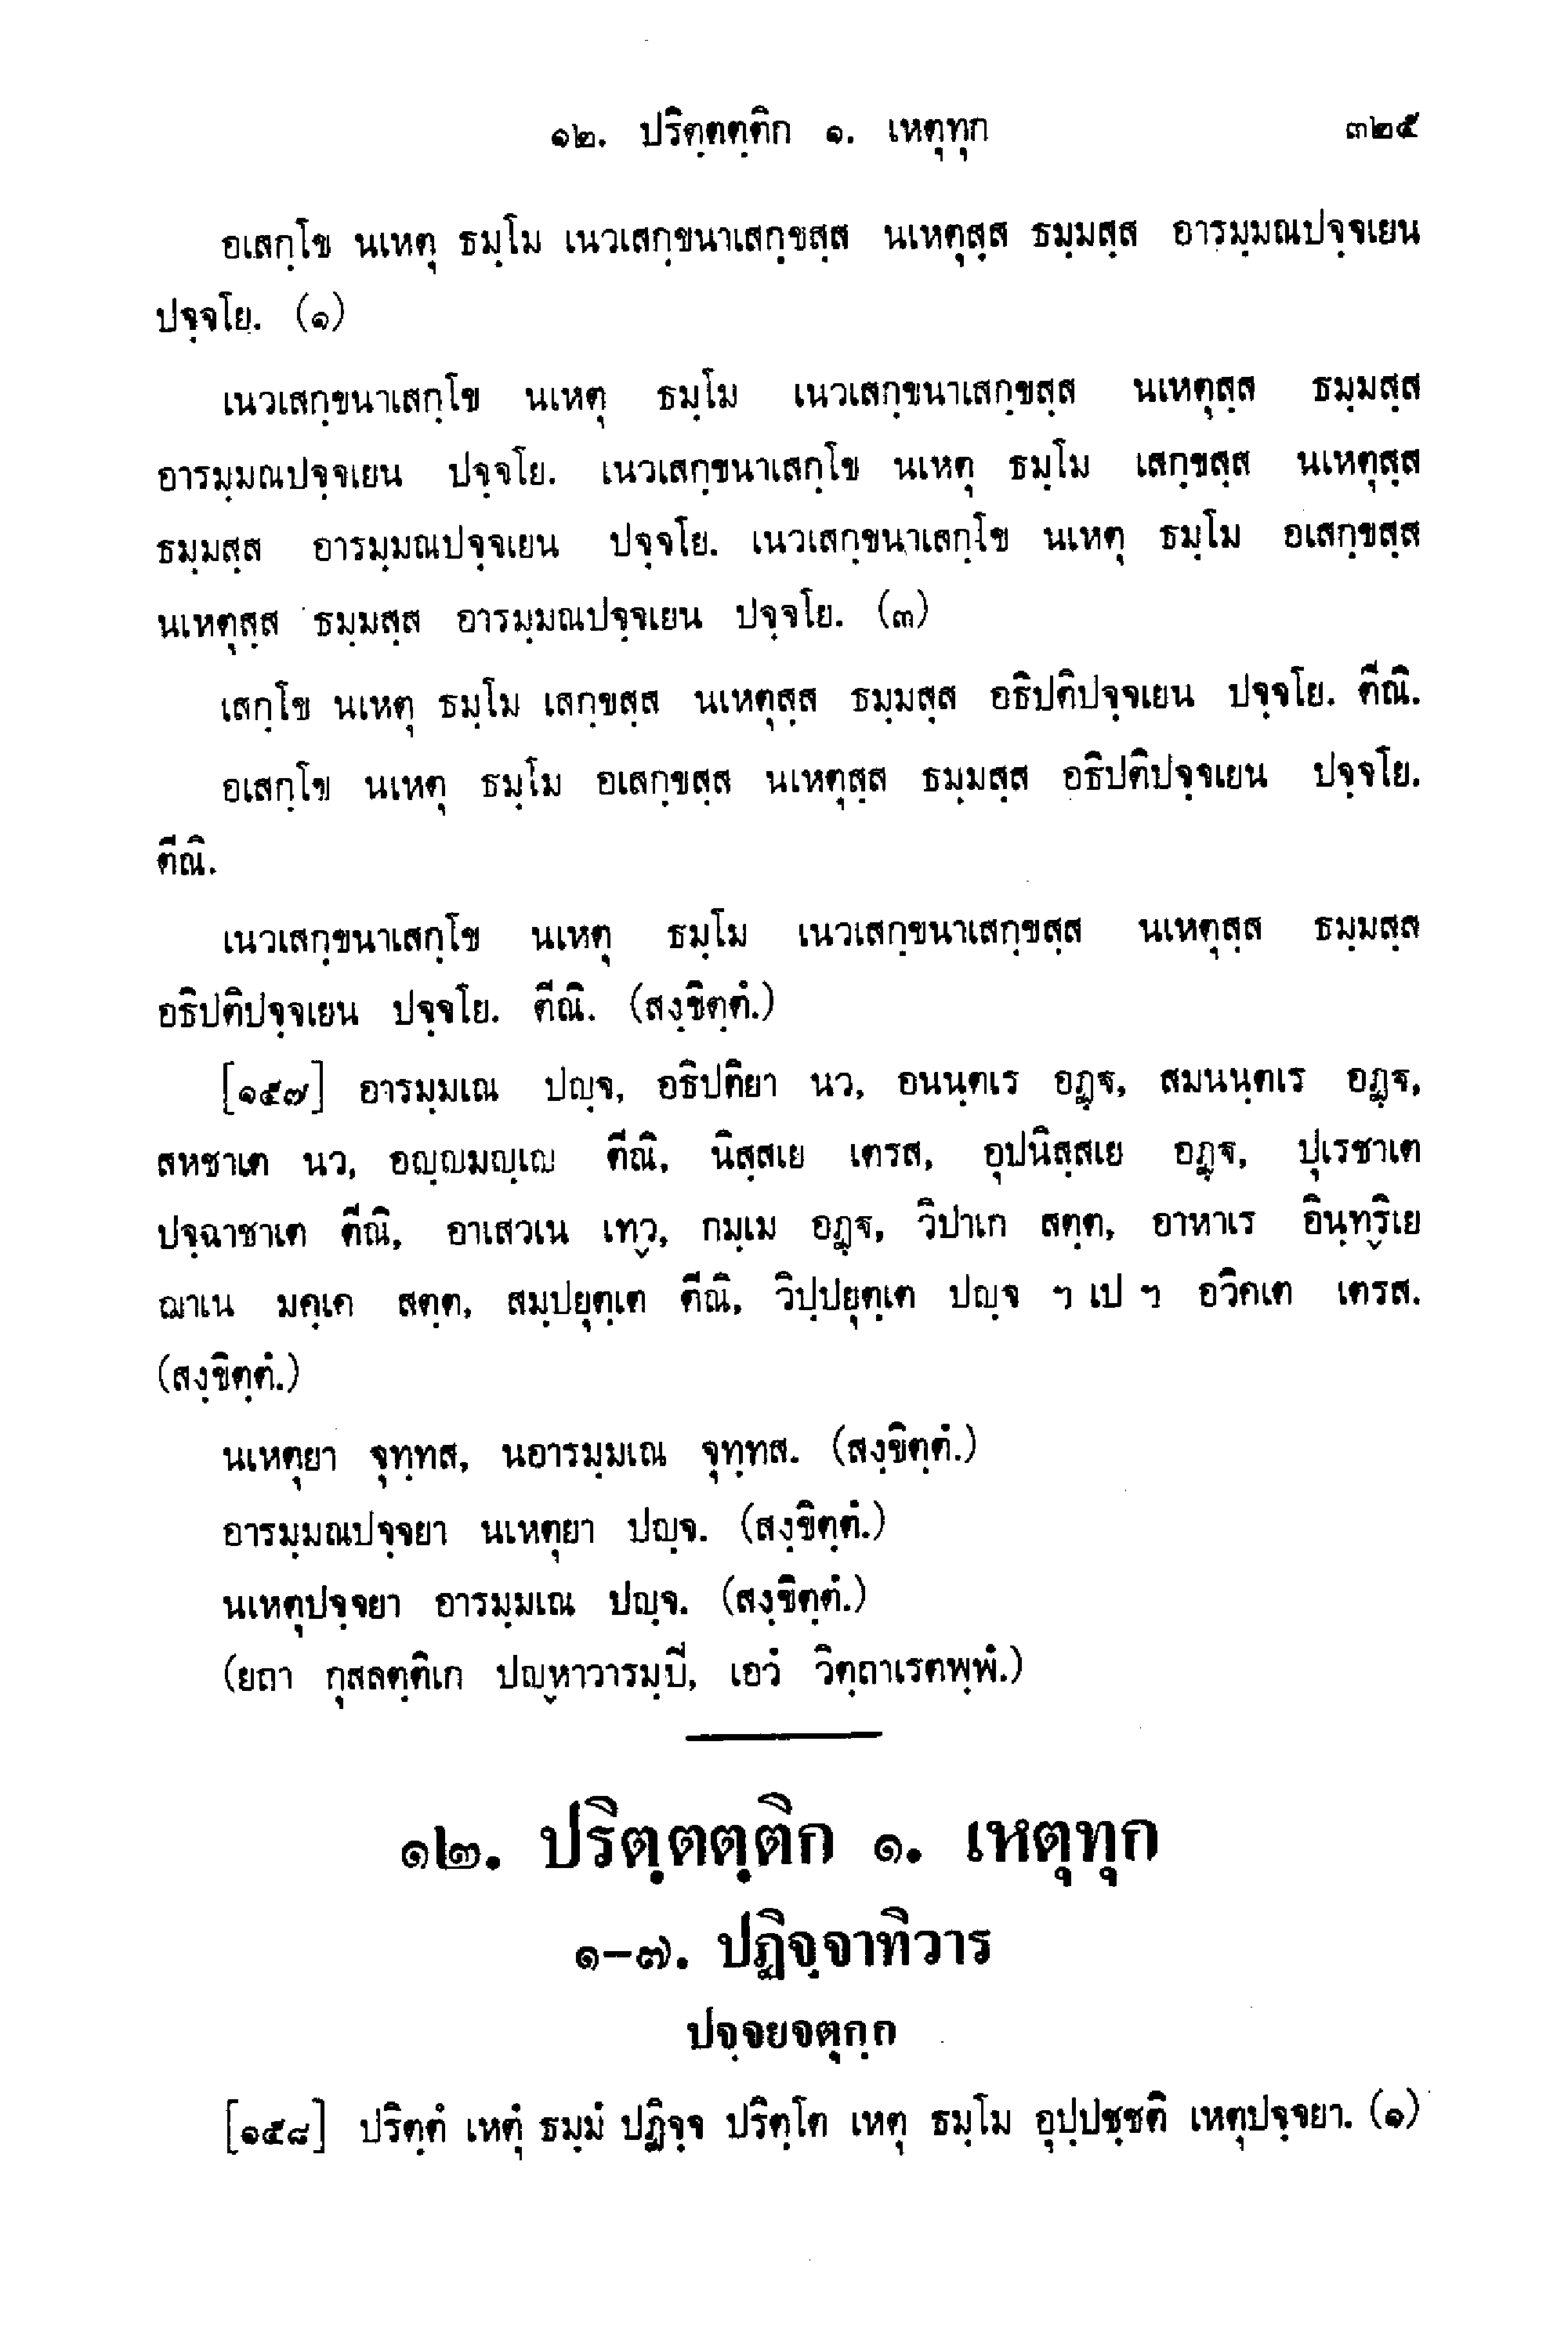 ๑๒. ปริตฺตตฺติก ๑. เหตุทุก ๓๒๕
อเสกฺโข นเหตุ ธมฺโม เนวเสกฺขนาเสกฺขสฺส นเหตุสฺส ธมฺมสฺส อารมฺมณปจฺจเยน
ปจฺจโย. (๑)
เนวเสกฺขนาเสกฺโข นเหตุ ธมฺโม เนวเสกฺขนาเสกฺขสฺส นเหตุสฺส ธมฺมสฺส
อารมฺมณปจฺจเยน ปจฺจโย. เนวเสกฺขนาเสกฺโข นเหตุ ธมฺโม เสกฺขสฺส นเหตุสฺส
ธมฺมสฺส อารมฺมณปจฺจเยน ปจฺจโย. เนวเสกฺขนาเสกฺโข นเหตุ ธมฺโม อเสกฺขสฺส
นเหตุสฺส ธมฺมสฺส อารมฺมณปจฺจเยน ปจฺจโย. (๓)
เสกฺโข นเหตุ ธมฺโม เสกฺขสฺส นเหตุสฺส ธมฺมสฺส อธิปติปจฺจเยน ปจฺจโย. ตีณิ.
อเสกฺโข นเหตุ ธมฺโม อเสกฺขสฺส นเหตุสฺส ธมฺมสฺส อธิปติปจฺจเยน ปจฺจโย.
ตีณิ.
เนวเสกฺขนาเสกฺโข นเหตุ ธมฺโม เนวเสกฺขนาเสกฺขสฺส นเหตุสฺส ธมฺมสฺส
อธิปติปจฺจเยน ปจฺจโย. ตีณิ. (สงฺขิตฺตํ.)
[๑๕๗] อารมฺมเณ ปญฺจ, อธิปติยา นว, อนนฺตเร อฏฺฐ, สมนนฺตเร อฏฺฐ,
สหชาเต นว, อญฺญมญฺเญ ตีณิ, นิสฺสเย เตรส, อุปนิสฺสเย อฏฺฐ, ปุเรชาเต
ปจฺฉาชาเต ตีณิ, อาเสวเน เทฺว, กมฺเม อฏฺฐ, วิปาเก สตฺต, อาหาเร อินฺทฺริเย
ฌาเน มคฺเค สตฺต, สมฺปยุตฺเต ตีณิ, วิปฺปยุตฺเต ปญฺจ ฯ เป ฯ อวิคเต เตรส.
(สงฺขิตฺตํ.)
นเหตุยา จุทฺทส, นอารมฺมเณ จุทฺทส. (สงฺขิตฺตํ.)
อารมฺมณปจฺจยา นเหตุยา ปญฺจ. (สงฺขิตฺตํ.)
นเหตุปจฺจยา อารมฺมเณ ปญฺจ. (สงฺขิตฺตํ.)
(ยถา กุสลตฺติเก ปญฺหาวารมฺปิ, เอวํ วิตฺถาเรตพฺพํ.)
๑๒. ปริตฺตตฺติก ๑. เหตุทุก
๑-๗. ปฏิจฺจาทิวาร
ปจฺจยจตุกฺก
[๑๕๘] ปริตฺตํ เหตุํ ธมฺมํ ปฏิจฺจ ปริตฺโต เหตุ ธมฺโม อุปฺปชฺชติ เหตุปจฺจยา. (๑)